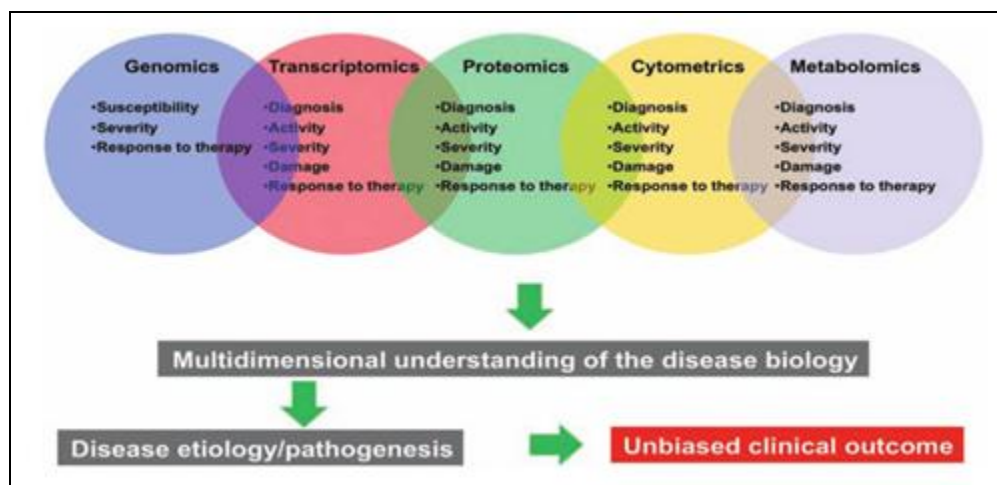 Genomics
•Susceptibility
•Severity
•Response to therapy
Transcriptomics
•Diagnosis
•Activity
•Severity
•Damage
•Response to therapy
Proteomics
•Diagnosis
•Activity
•Severity
•Damage
•Response to therapy
Cytometrics
•Diagnosis
•Activity
•Severity
•Damage
•Response to therapy
Metabolomics
•Diagnosis
•Activity
•Severity
•Damage
•Response to therapy
Multidimensional understanding of the disease biology
Disease etiology/pathogenesis
Unbiased clinical outcome